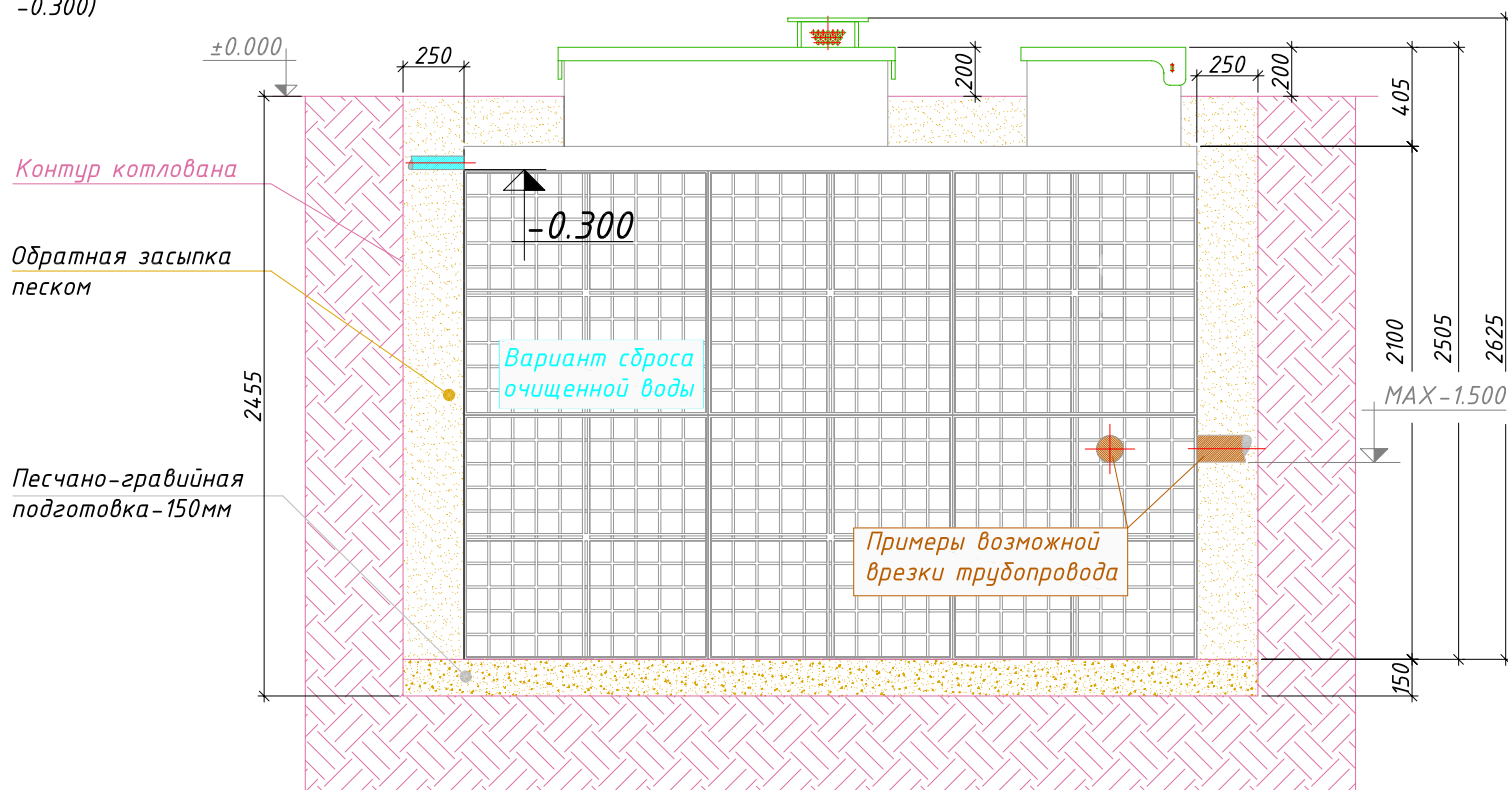 -0.300)
±0.000
250
200
250
200
405
Контур котлована
-0.300
Обратная засыпка
песком
Вариант сброса
очищенной воды
2455
2100
2505
2625
MAX-1.500
Песчано-гравийная
подготовка-150мм
Примеры возможной
врезки трубопровода
150